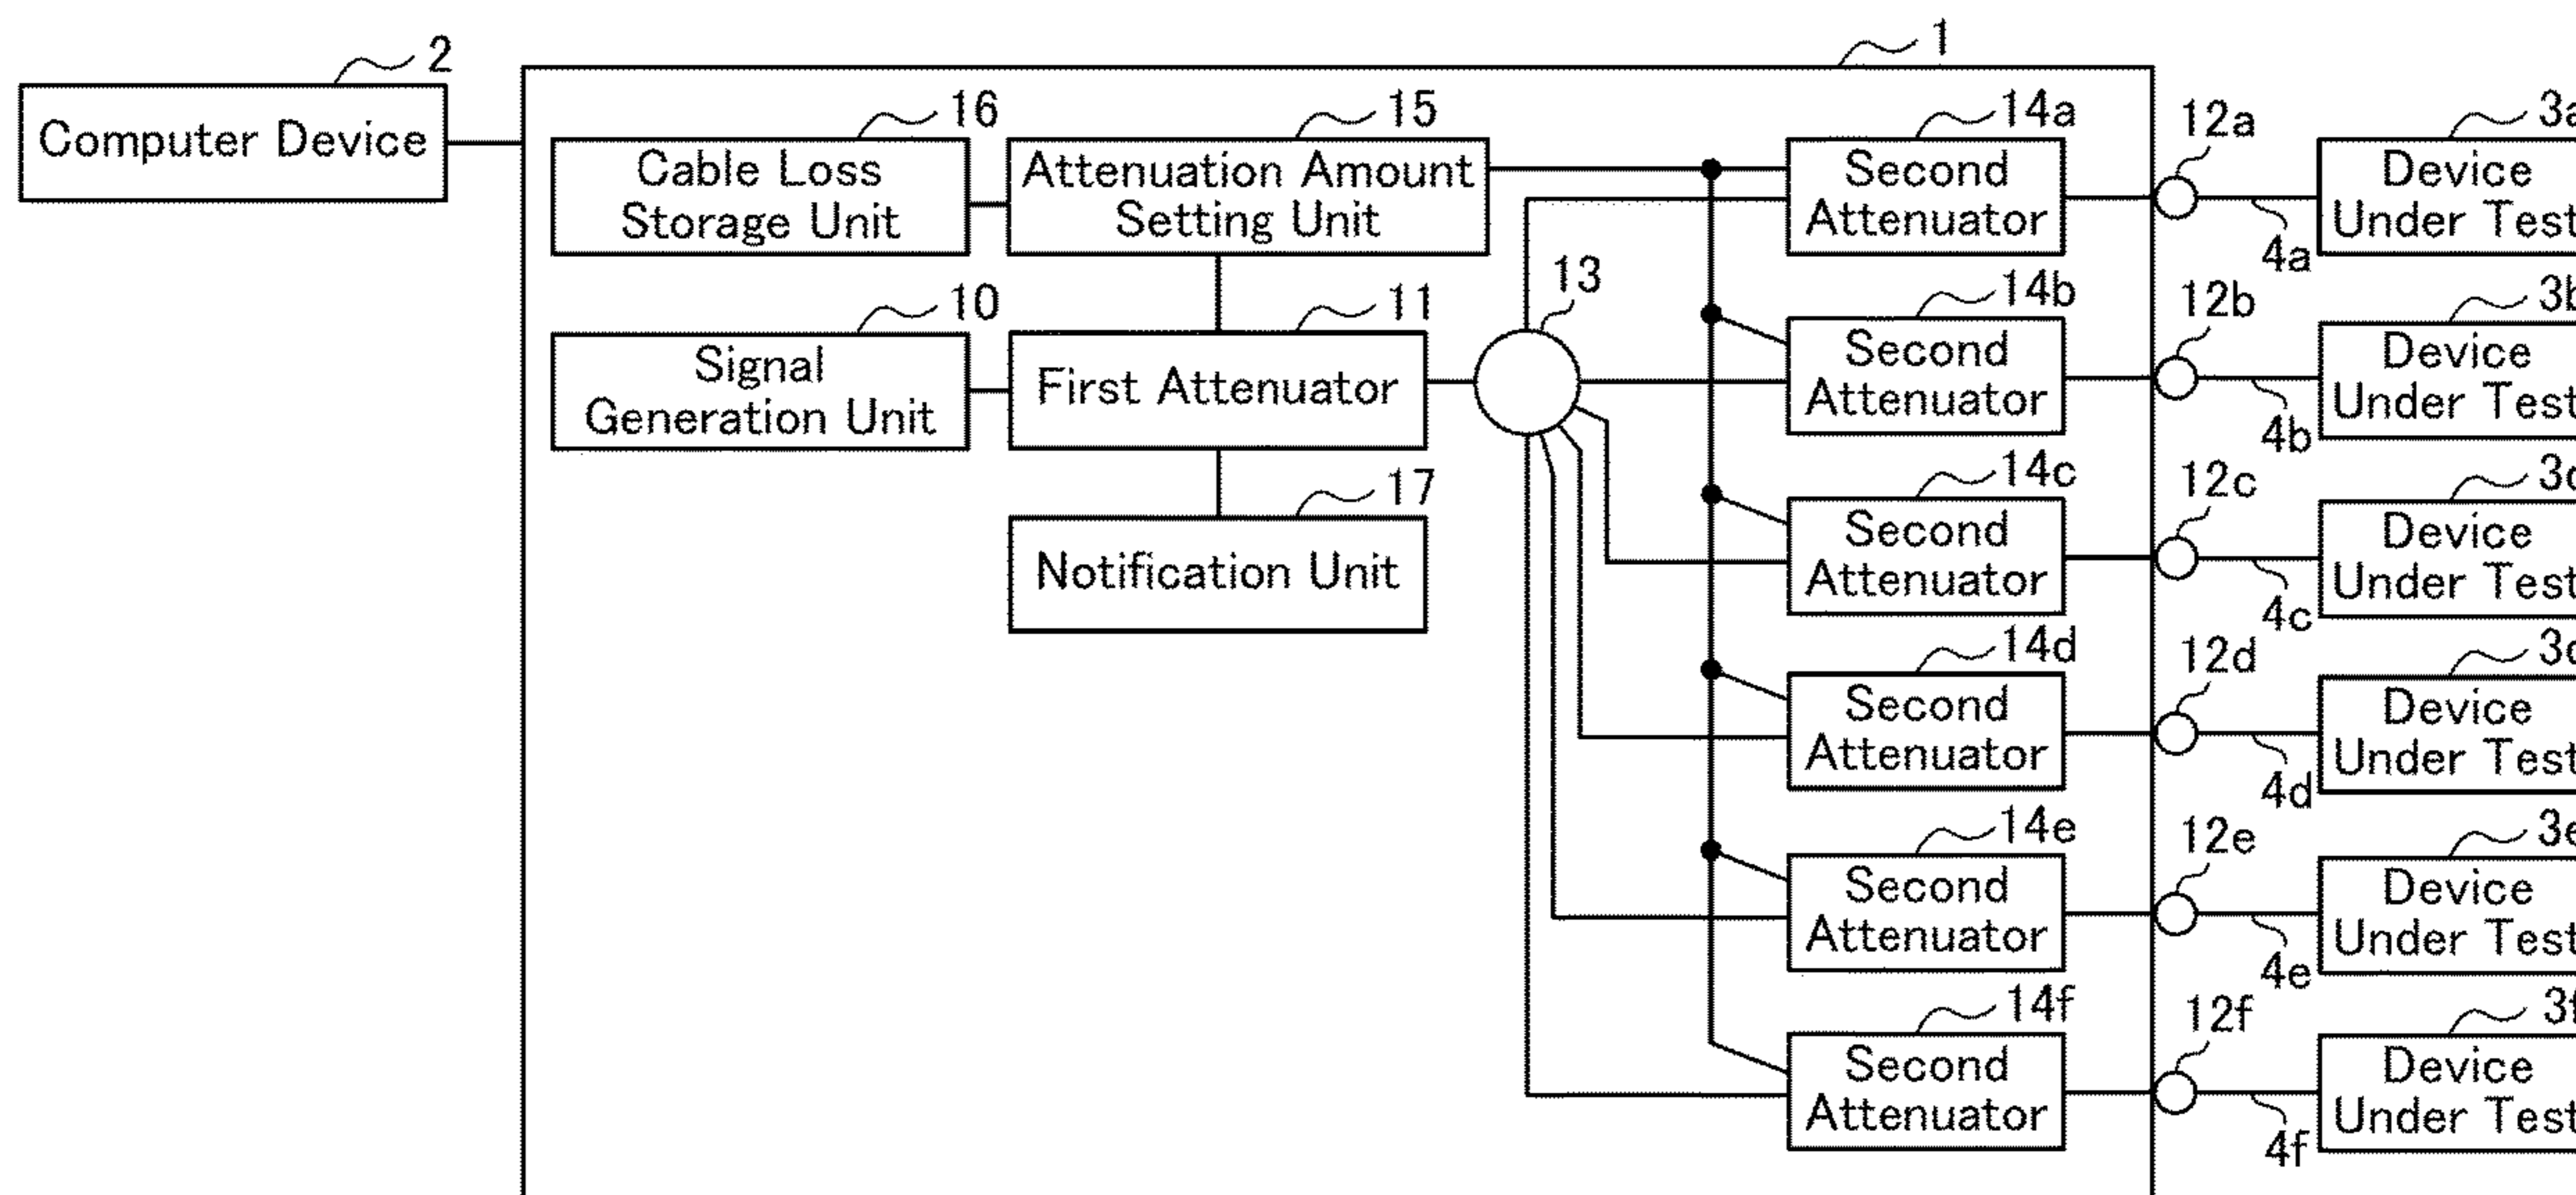 2
1
Computer Device
16
Cable Loss
Storage Unit
15
Attenuation Amount
Setting Unit
10
Signal
Generation Unit
11
First Attenuator
17
Notification Unit
13
14a
Second
Attenuator
12a
4a
Device
Under Test
14b
Second
Attenuator
12b
4b
Device
Under Test
14c
Second
Attenuator
12c
4c
Device
Under Test
14d
Second
Attenuator
12d
4d
Device
Under Test
14e
Second
Attenuator
12e
4e
Device
Under Test
14f
Second
Attenuator
12f
4f
Device
Under Test